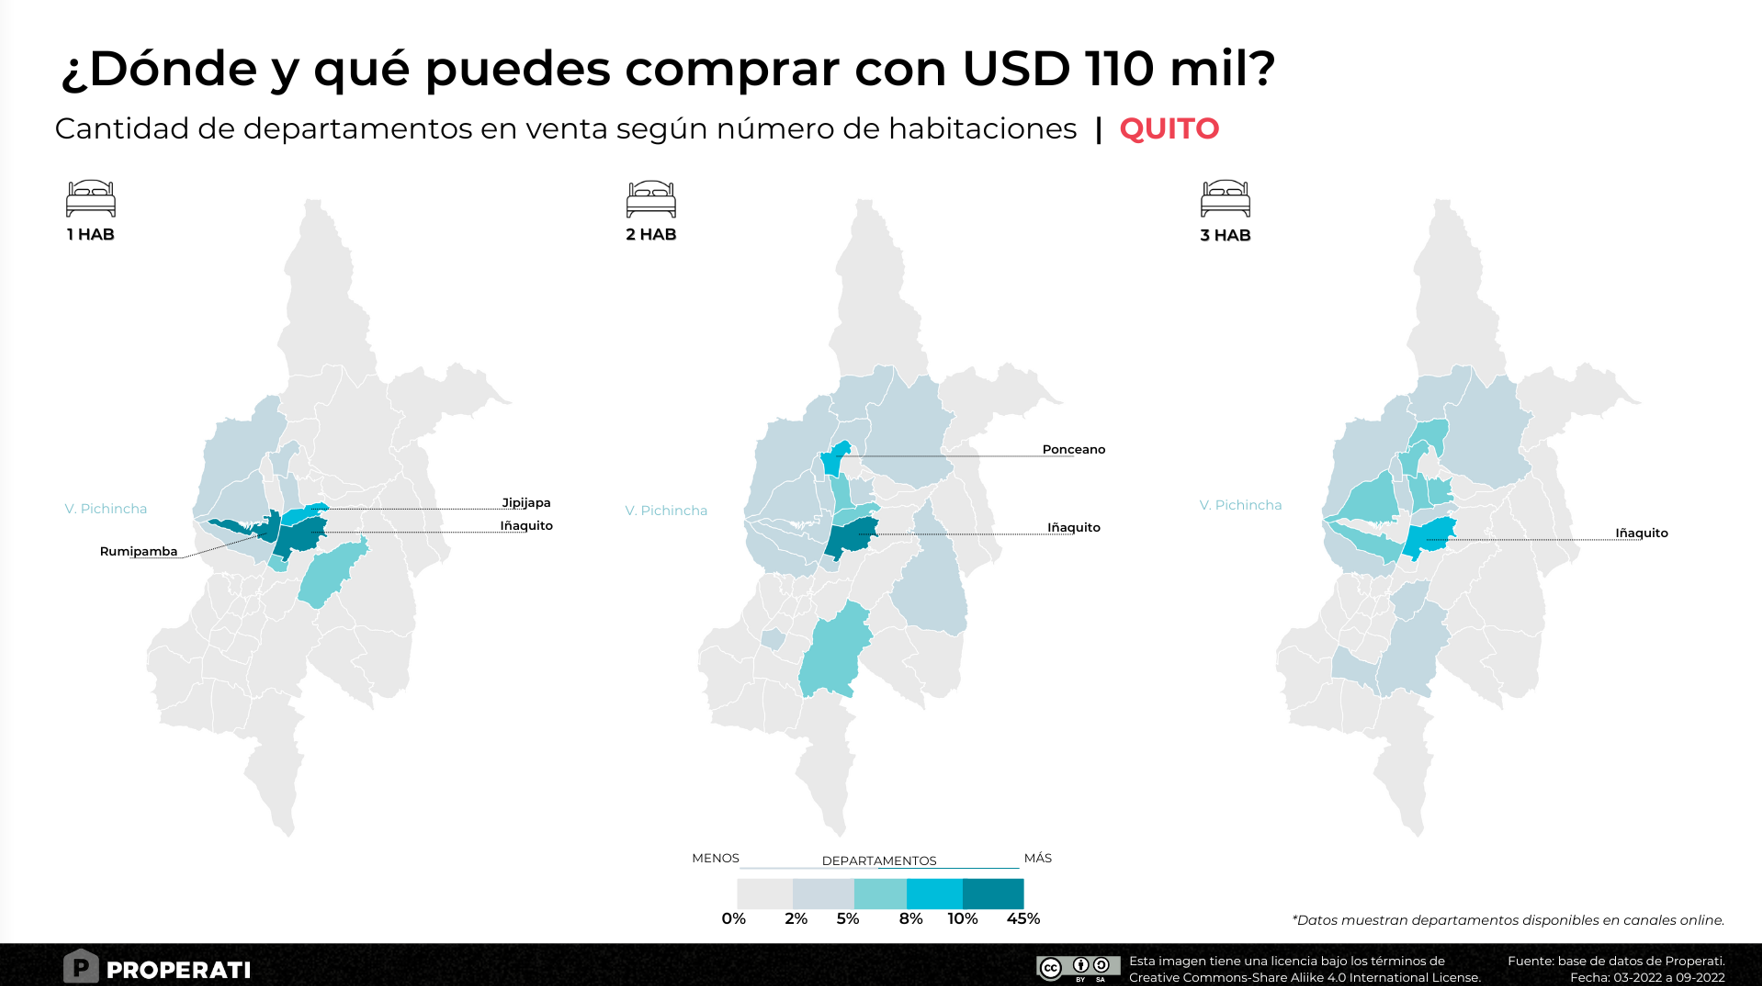 ¿Dónde y qué puedes comprar con USD 110 mil?
Cantidad de departamentos en venta según número de habitaciones | QUITO
1 HAB
2 HAB
3 HAB
V. Pichincha
Jipijapa
Iñaquito
Rumipamba
V. Pichincha
Ponceano
Iñaquito
V. Pichincha
Iñaquito
MENOS DEPARTAMENTOS MÁS
0% 2% 5% 8% 10% 45%
*Datos muestran departamentos disponibles en canales online.
P PROPERATI
cc BY SA
Esta imagen tiene una licencia bajo los términos de
Creative Commons-Share Aliike 4.0 International License.
Fuente: base de datos de Properati.
Fecha: 03-2022 a 09-2022